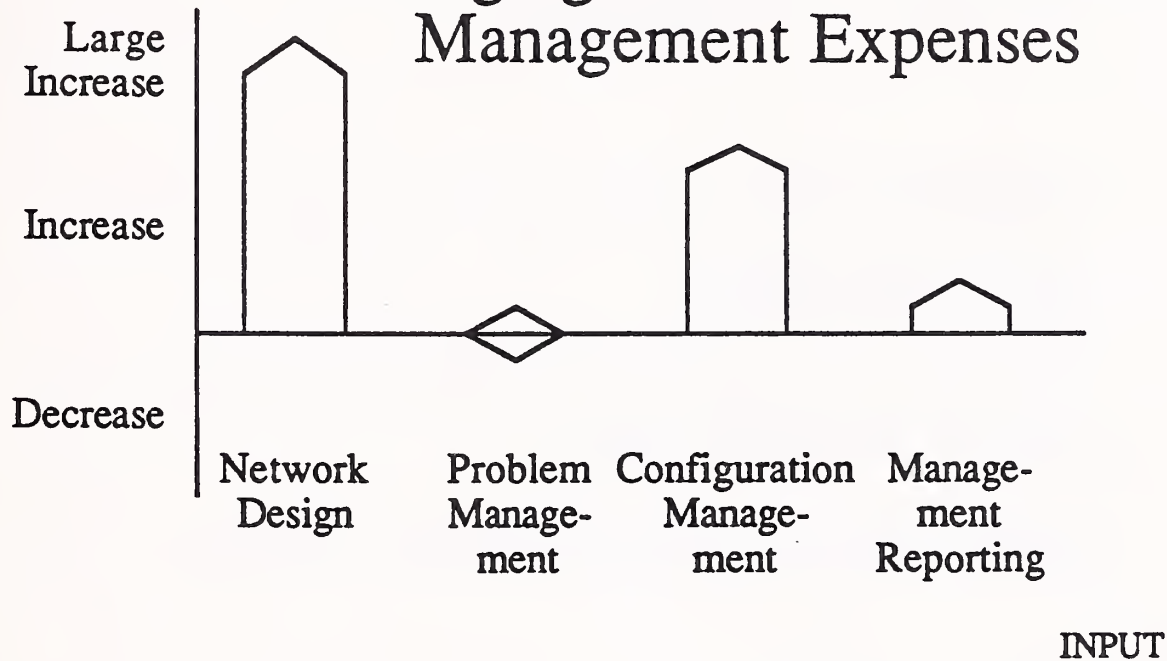 Management Expenses
Large
Increase
Increase
Decrease
Network
Design
Problem
Manage-
ment
Configuration
Manage-
ment
Manage-
ment
Reporting
INPUT